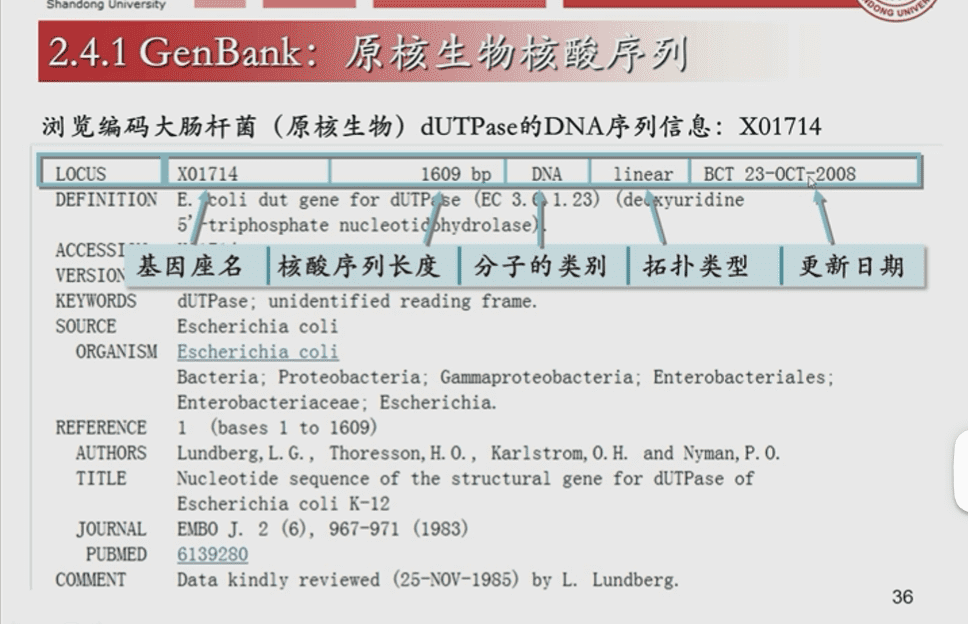 Shandong University
2.4.1 GenBank：原核生物核酸序列
浏览编码大肠杆菌（原核生物）dUTPase的DNA序列信息：X01714
LOCUS X01714 1609 bp DNA linear BCT 23-OCT-2008
DEFINITION E. coli dut gene for dUTPase (EC 3.6.1.23) (deoxyuridine
5'-triphosphate nucleotidohydrolase).
基因座名 核酸序列长度 分子的类别 拓扑类型 更新日期
VERSION
KEYWORDS dUTPase; unidentified reading frame.
SOURCE Escherichia coli
ORGANISM Escherichia coli
Bacteria; Proteobacteria; Gammaproteobacteria; Enterobacteriales;
Enterobacteriaceae; Escherichia.
REFERENCE 1 (bases 1 to 1609)
AUTHORS Lundberg,L.G., Thoresson,H.O., Karlstrom,O.H. and Nyman,P.O.
TITLE Nucleotide sequence of the structural gene for dUTPase of
Escherichia coli K-12
JOURNAL EMBO J. 2 (6), 967-971 (1983)
PUBMED 6139280
COMMENT Data kindly reviewed (25-NOV-1985) by L. Lundberg.
36